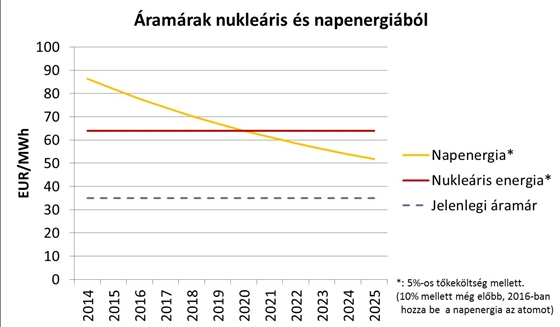 Áramárak nukleáris és napenergiából
EUR/MWh
100
90
80
70
60
50
40
30
20
10
0
2014
2015
2016
2017
2018
2019
2020
2021
2022
2023
2024
2025
Napenergia*
Nukleáris energia*
Jelenlegi áramár
*: 5%-os tőkeköltség mellett.
(10% mellett még előbb, 2016-ban
hozza be a napenergia az atomot)